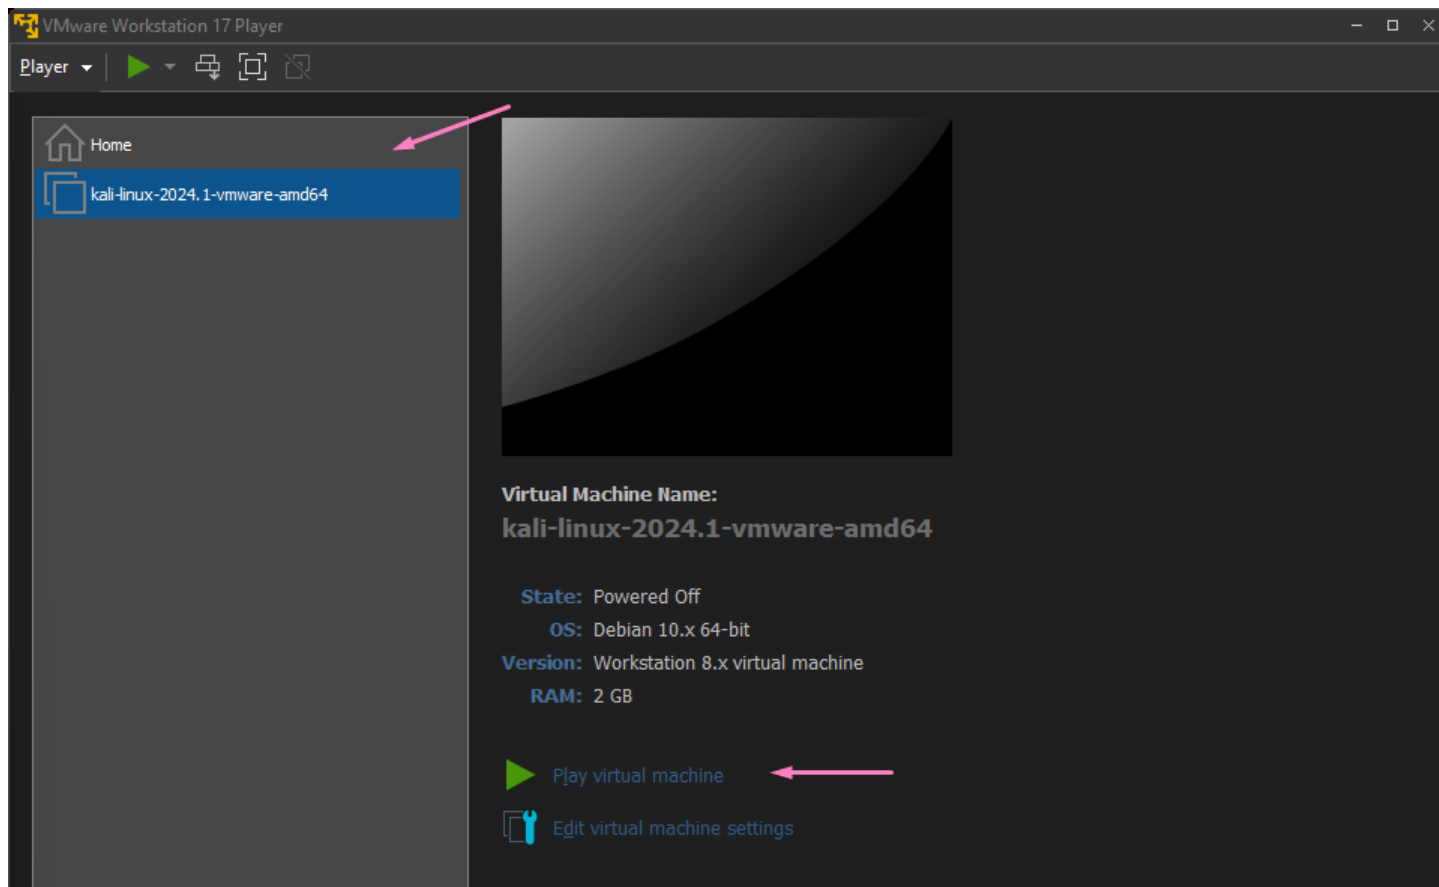 VMware Workstation 17 Player
Player
Home
kali-linux-2024.1-vmware-amd64
Virtual Machine Name:
kali-linux-2024.1-vmware-amd64
State: Powered Off
OS: Debian 10.x 64-bit
Version: Workstation 8.x virtual machine
RAM: 2 GB
Play virtual machine
Edit virtual machine settings